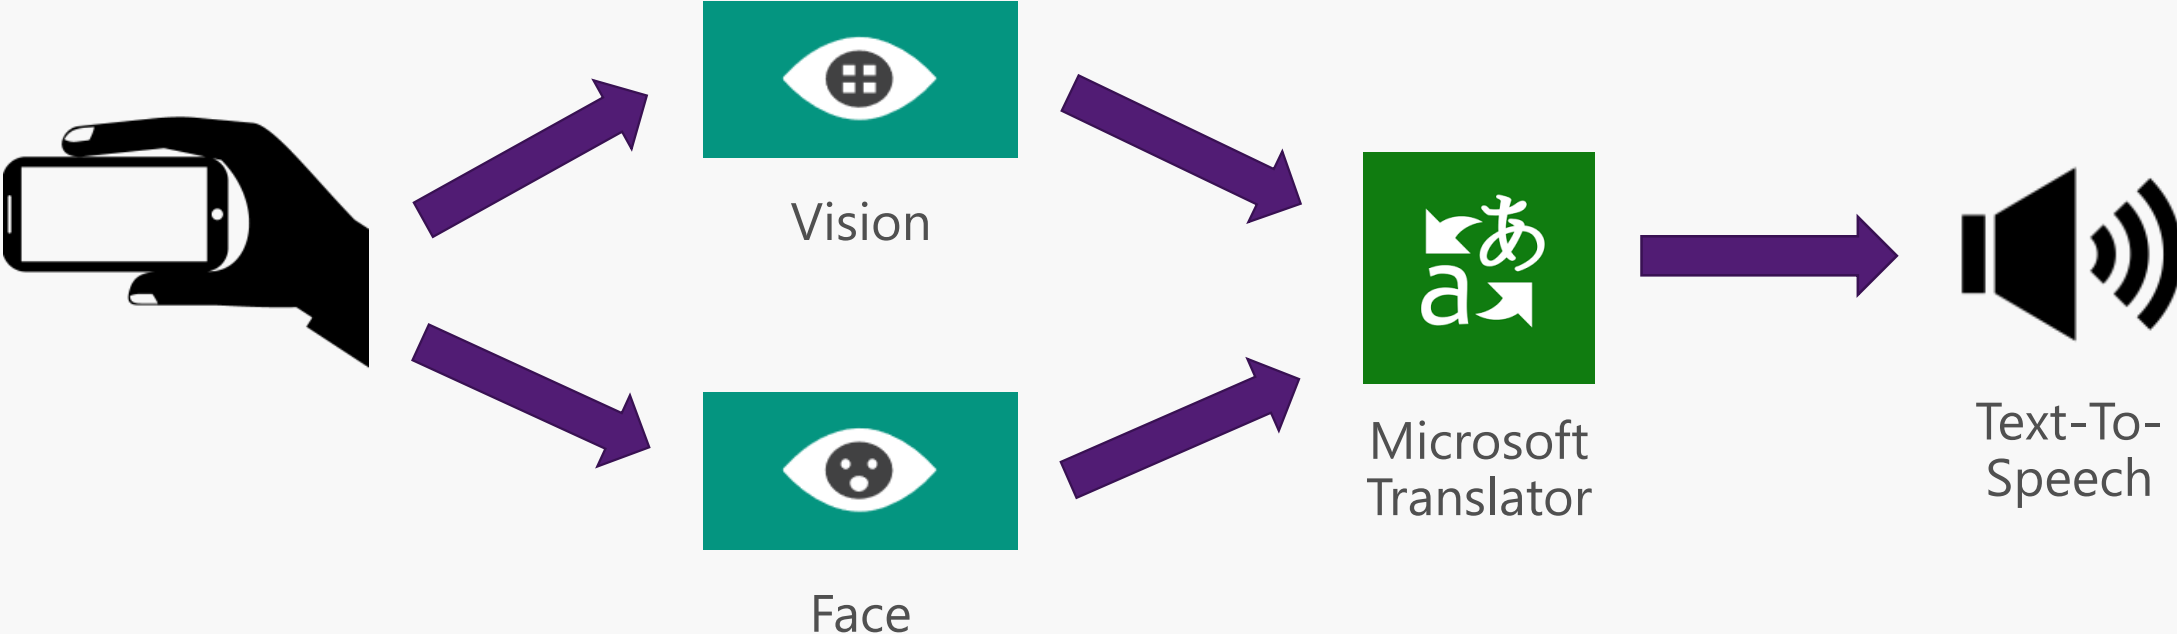 Vision
Face
あ
a
Microsoft
Translator
Text-To-
Speech